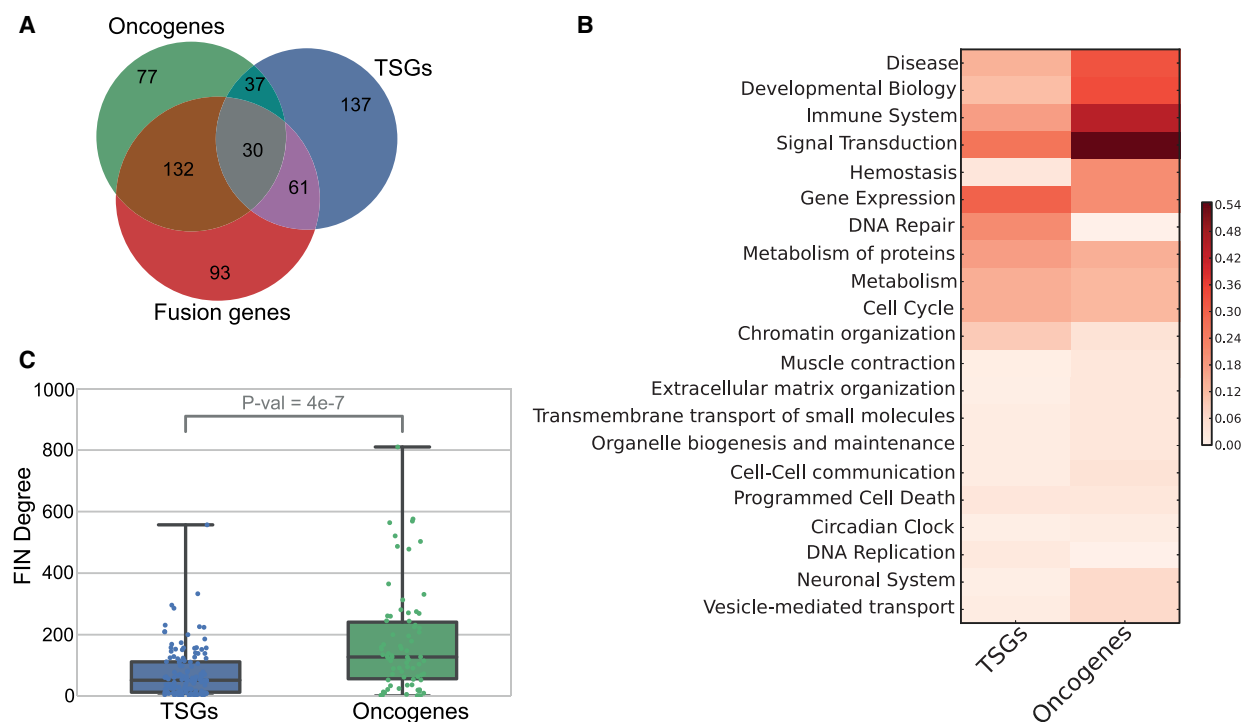 A
Oncogenes
TSGs
77
37
137
132
30
61
93
Fusion genes
B
Disease
Developmental Biology
Immune System
Signal Transduction
Hemostasis
Gene Expression
DNA Repair
Metabolism of proteins
Metabolism
Cell Cycle
Chromatin organization
Muscle contraction
Extracellular matrix organization
Transmembrane transport of small molecules
Organelle biogenesis and maintenance
Cell-Cell communication
Programmed Cell Death
Circadian Clock
DNA Replication
Neuronal System
Vesicle-mediated transport
TSGs
Oncogenes
0.54
0.48
0.42
0.36
0.30
0.24
0.18
0.12
0.06
0.00
C
1000
800
600
400
200
0
FIN Degree
P-val = 4e-7
TSGs
Oncogenes